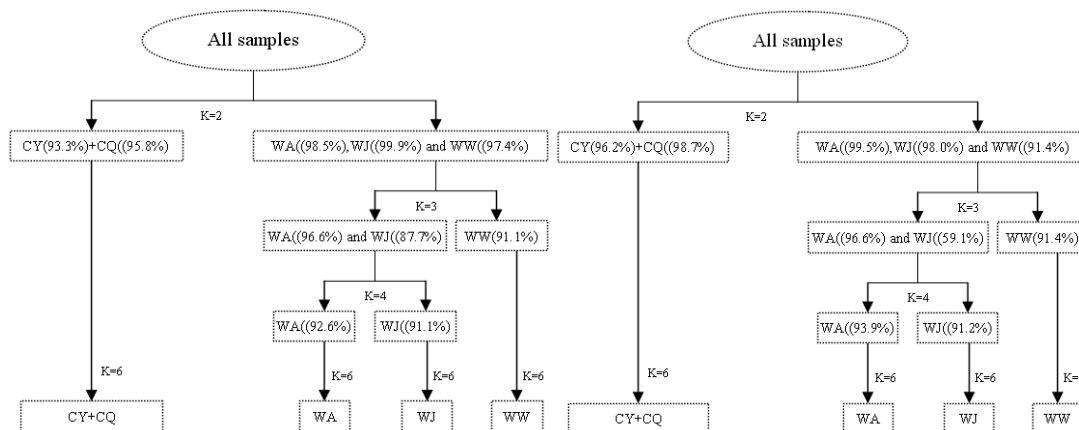 All samples
K=2
CY(93.3%)+CQ((95.8%)
WA((98.5%),WJ((99.9%) and WW((97.4%)
K=3
WA((96.6%) and WJ((87.7%)
WW(91.1%)
K=4
WA((92.6%)
WJ((91.1%)
K=6
K=6
K=6
K=6
CY+CQ
WA
WJ
WW
All samples
K=2
CY(96.2%)+CQ((98.7%)
WA((99.5%),WJ((98.0%) and WW((91.4%)
K=3
WA((96.6%) and WJ((59.1%)
WW((91.4%)
K=4
WA((93.9%)
WJ((91.2%)
K=6
K=6
K=6
K=
CY+CQ
WA
WJ
WW